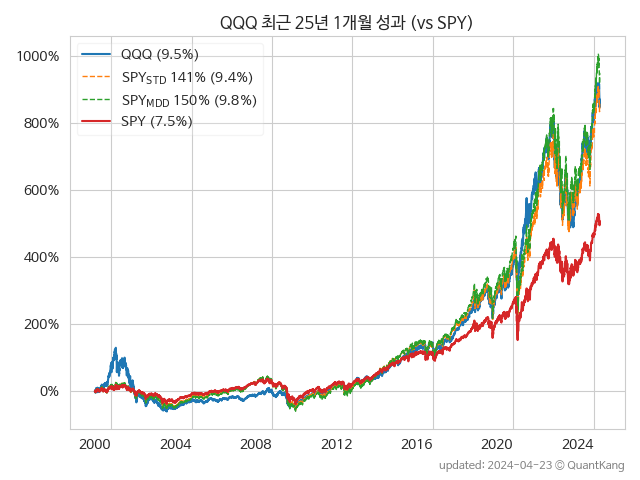 QQQ 최근 25년 1개월 성과 (vs SPY)
QQQ (9.5%)
SPY_STD 141% (9.4%)
SPY_MDD 150% (9.8%)
SPY (7.5%)
1000%
800%
600%
400%
200%
0%
2000 2004 2008 2012 2016 2020 2024
updated: 2024-04-23 © QuantKang